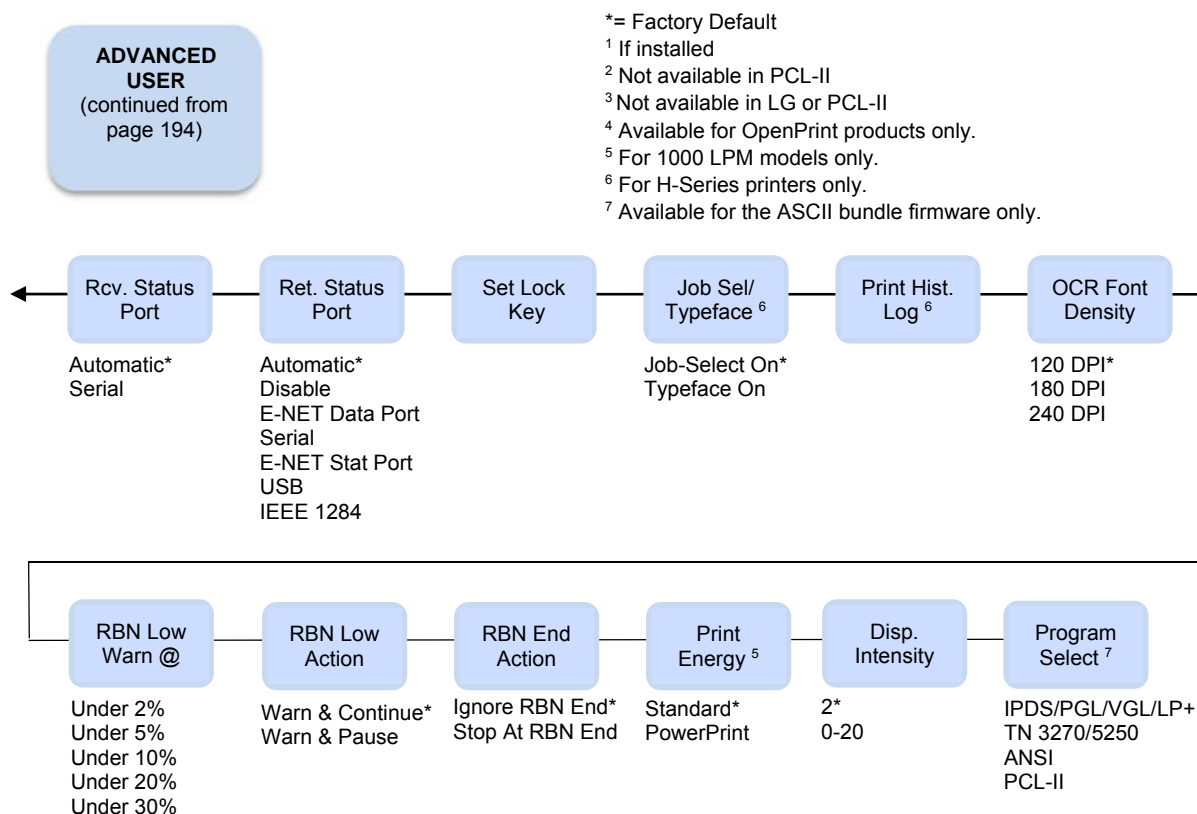 ADVANCED
USER
(continued from
page 194)
*= Factory Default
1 If installed
2 Not available in PCL-II
3 Not available in LG or PCL-II
4 Available for OpenPrint products only.
5 For 1000 LPM models only.
6 For H-Series printers only.
7 Available for the ASCII bundle firmware only.
Rcv. Status
Port
Automatic*
Serial
Ret. Status
Port
Automatic*
Disable
E-NET Data Port
Serial
E-NET Stat Port
USB
IEEE 1284
Set Lock
Key
Job Sel/
Typeface 6
Job-Select On*
Typeface On
Print Hist.
Log 6
OCR Font
Density
120 DPI*
180 DPI
240 DPI
RBN Low
Warn @
Under 2%
Under 5%
Under 10%
Under 20%
Under 30%
RBN Low
Action
Warn & Continue*
Warn & Pause
RBN End
Action
Ignore RBN End*
Stop At RBN End
Print
Energy 5
Standard*
PowerPrint
Disp.
Intensity
2*
0-20
Program
Select 7
IPDS/PGL/VGL/LP+
TN 3270/5250
ANSI
PCL-II